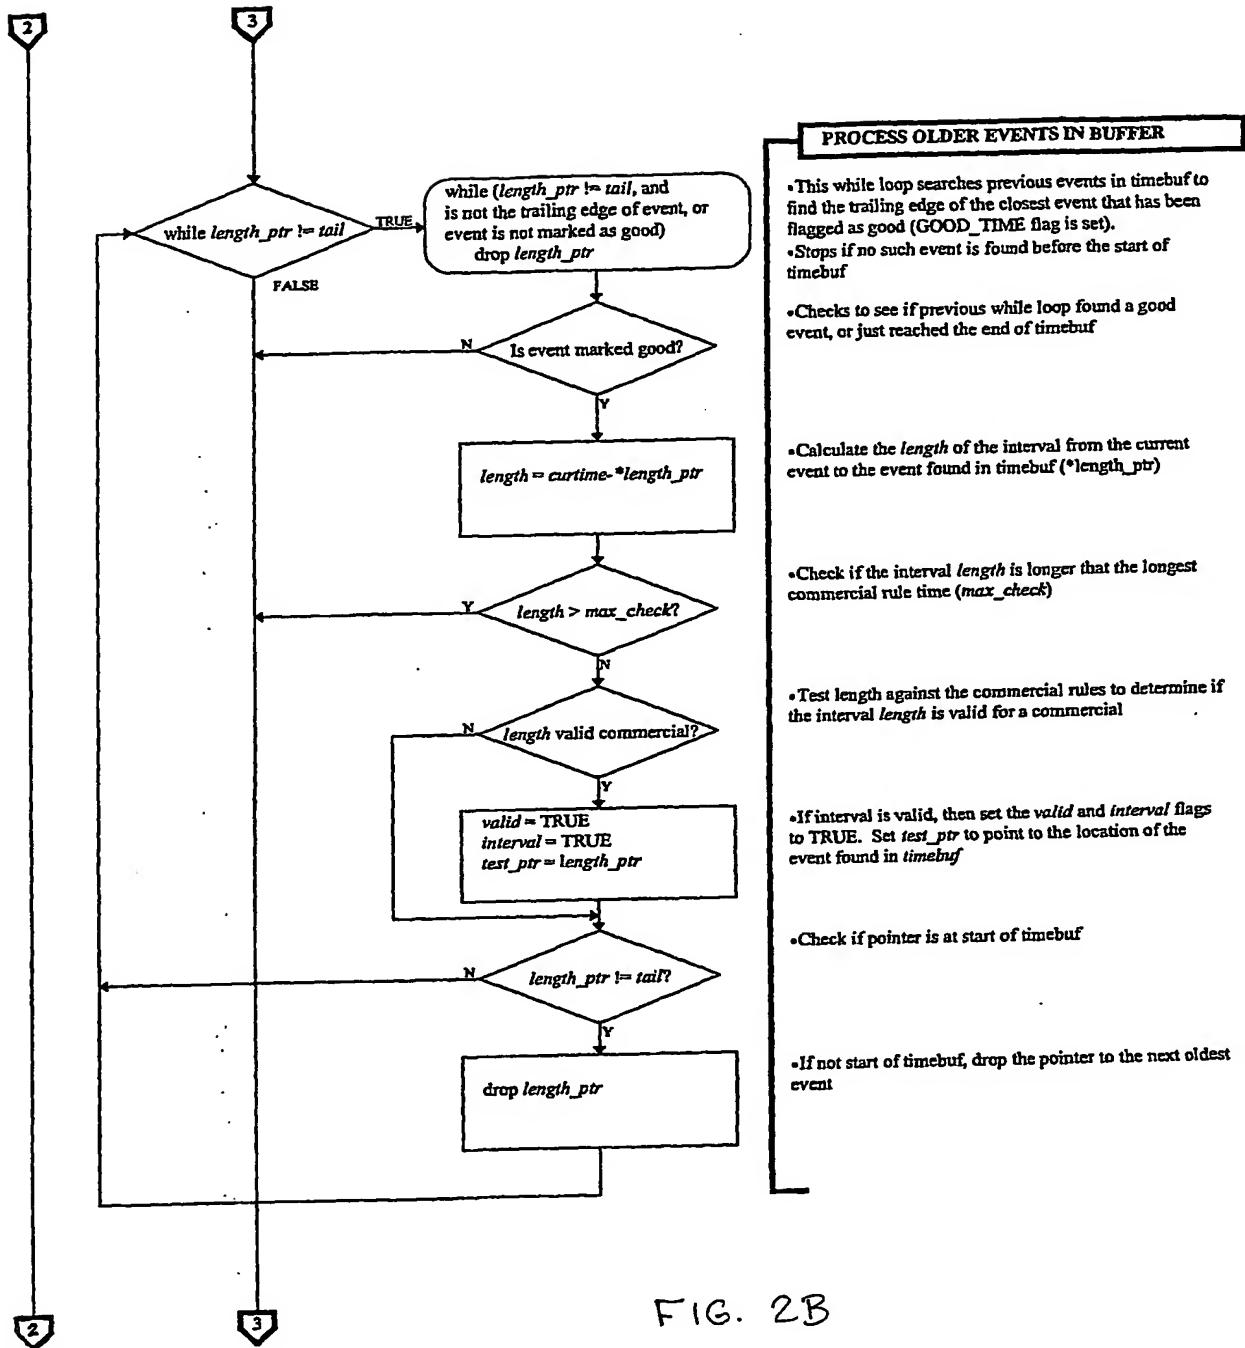 2
3
PROCESS OLDER EVENTS IN BUFFER
while length_ptr != tail
TRUE
FALSE
while (length_ptr != tail, and
is not the trailing edge of event, or
event is not marked as good)
drop length_ptr
•This while loop searches previous events in timebuf to
find the trailing edge of the closest event that has been
flagged as good (GOOD_TIME flag is set).
•Stops if no such event is found before the start of
timebuf
Is event marked good?
N
Y
•Checks to see if previous while loop found a good
event, or just reached the end of timebuf
length = curtime-*length_ptr
•Calculate the length of the interval from the current
event to the event found in timebuf (*length_ptr)
length > max_check?
Y
N
•Check if the interval length is longer that the longest
commercial rule time (max_check)
length valid commercial?
N
Y
•Test length against the commercial rules to determine if
the interval length is valid for a commercial
valid = TRUE
interval = TRUE
test_ptr = length_ptr
•If interval is valid, then set the valid and interval flags
to TRUE. Set test_ptr to point to the location of the
event found in timebuf
length_ptr != tail?
N
Y
•Check if pointer is at start of timebuf
drop length_ptr
•If not start of timebuf, drop the pointer to the next oldest
event
2
3
FIG. 2B